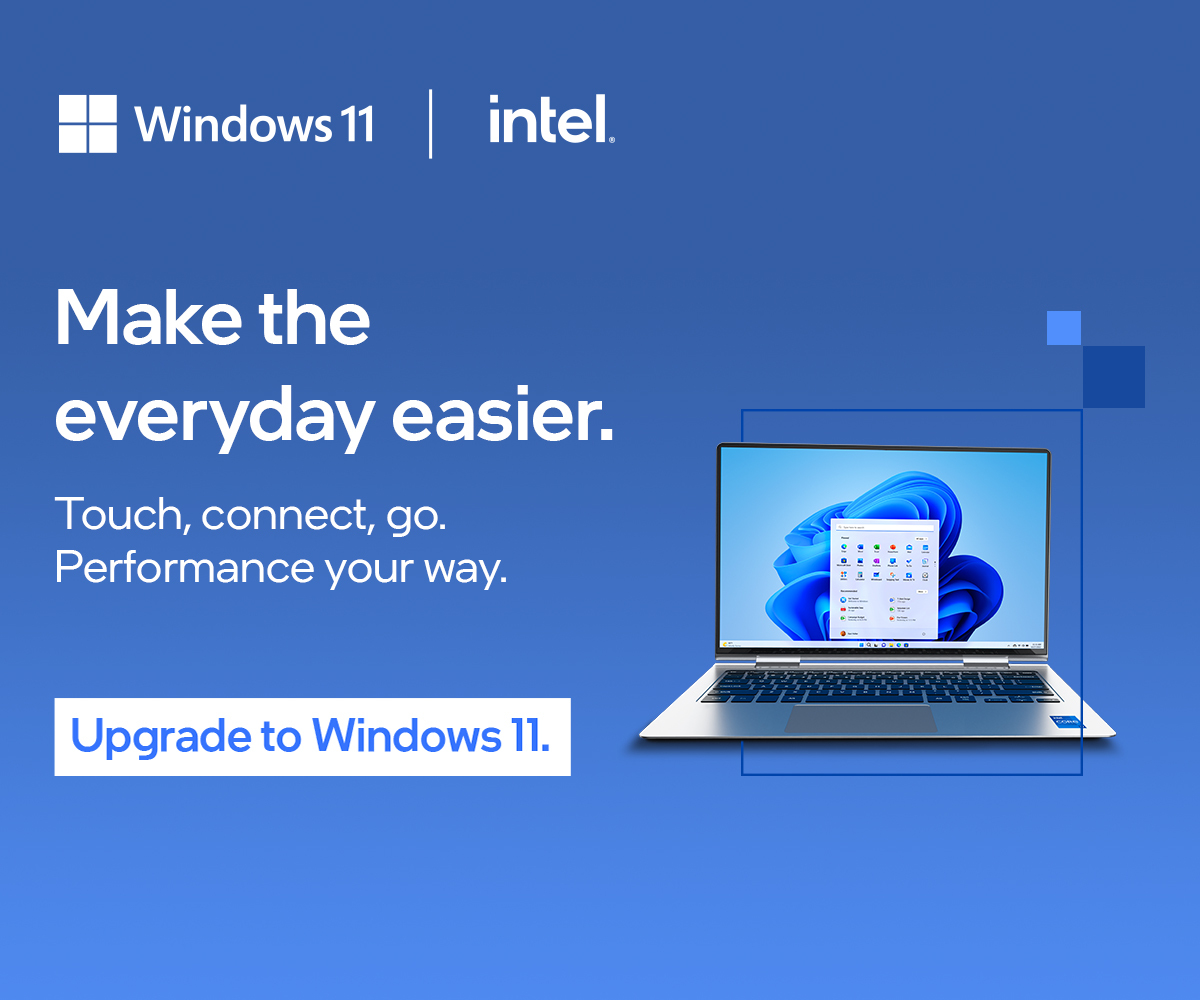 Windows 11
intel®
Make the
everyday easier.
Touch, connect, go.
Performance your way.
Upgrade to Windows 11.